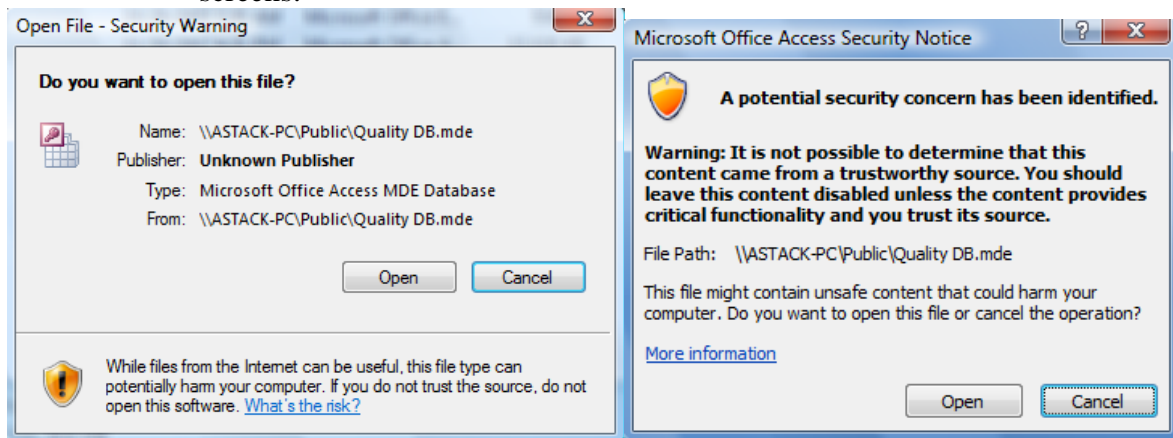 screens.
Open File - Security Warning
Do you want to open this file?
Name: \\ASTACK-PC\Public\Quality DB.mde
Publisher: Unknown Publisher
Type: Microsoft Office Access MDE Database
From: \\ASTACK-PC\Public\Quality DB.mde
Open Cancel
While files from the Internet can be useful, this file type can
potentially harm your computer. If you do not trust the source, do not
open this software. What's the risk?
Microsoft Office Access Security Notice
A potential security concern has been identified.
Warning: It is not possible to determine that this
content came from a trustworthy source. You should
leave this content disabled unless the content provides
critical functionality and you trust its source.
File Path: \\ASTACK-PC\Public\Quality DB.mde
This file might contain unsafe content that could harm your
computer. Do you want to open this file or cancel the operation?
More information
Open Cancel